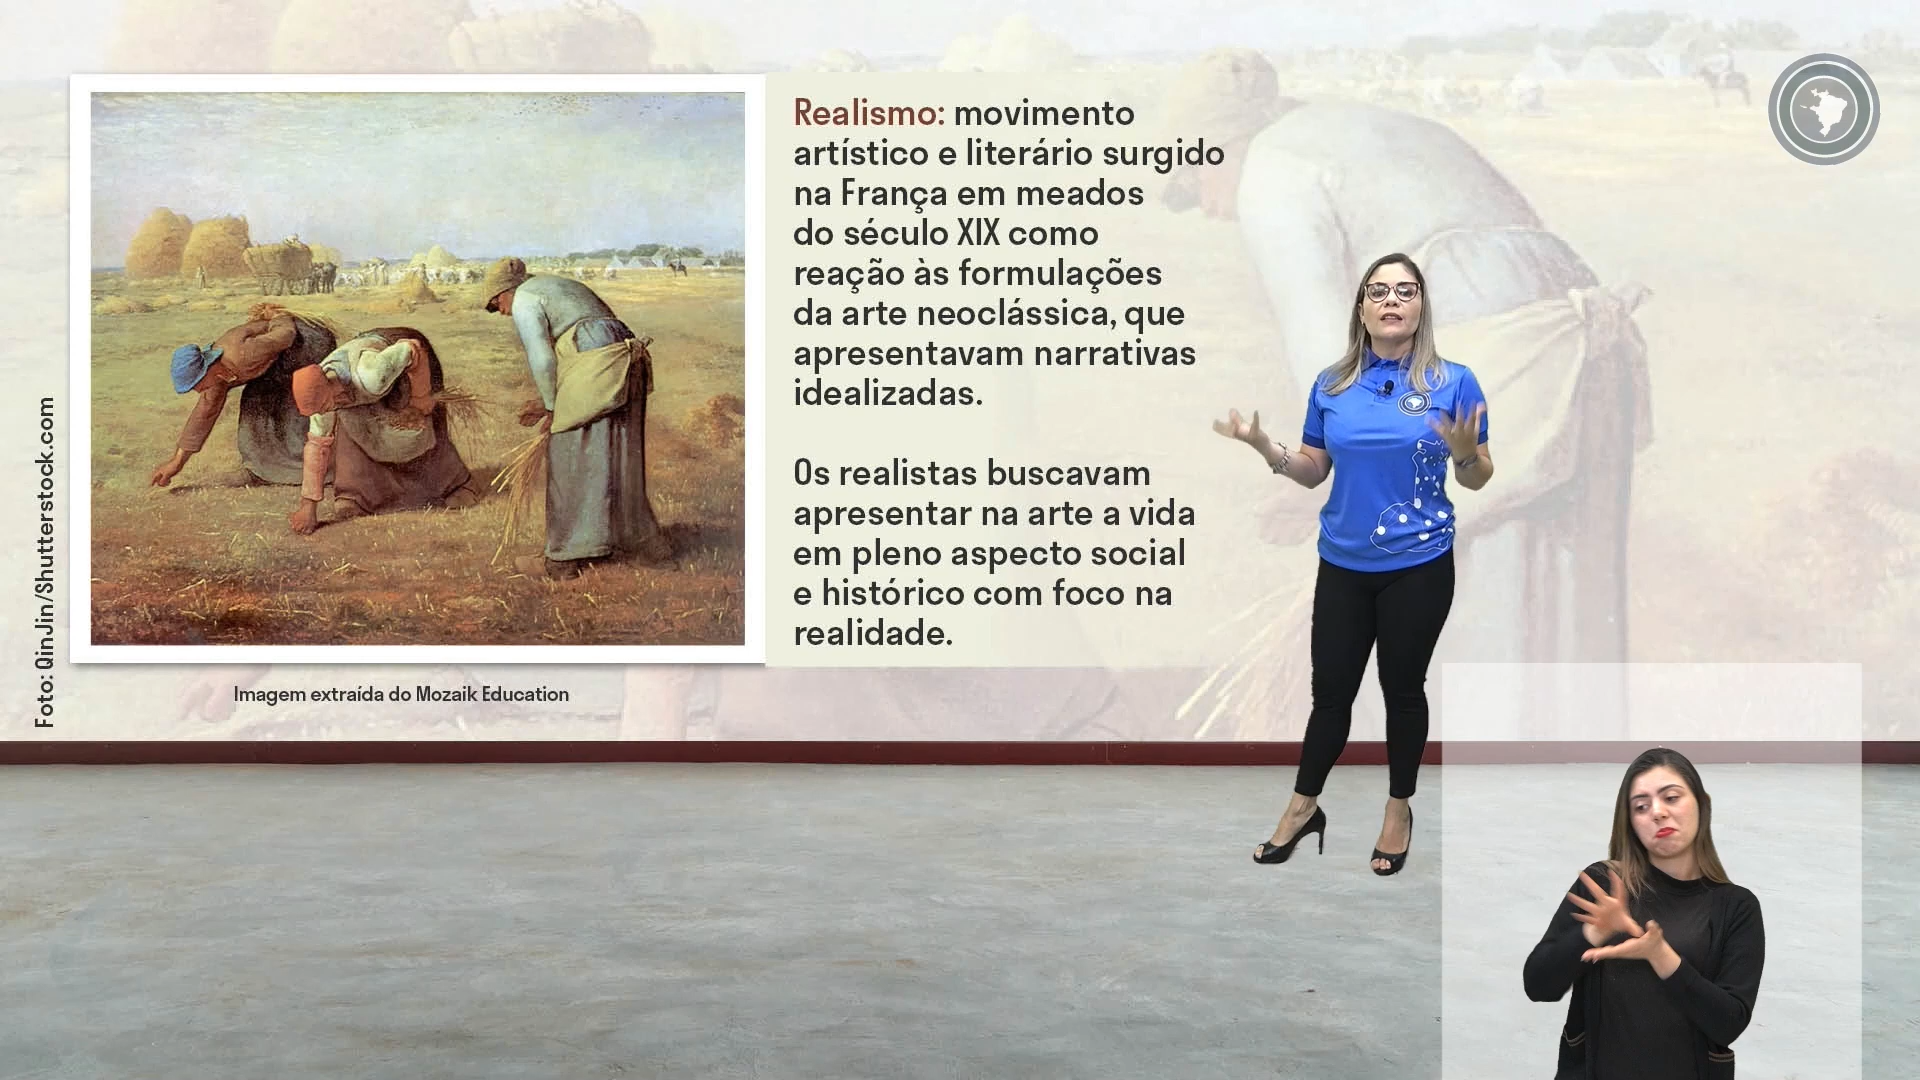 Realismo: movimento
artístico e literário surgido
na França em meados
do século XIX como
reação às formulações
da arte neoclássica, que
apresentavam narrativas
idealizadas.
Os realistas buscavam
apresentar na arte a vida
em pleno aspecto social
e histórico com foco na
realidade.
Foto: QinJin/Shutterstock.com
Imagem extraída do Mozaik Education